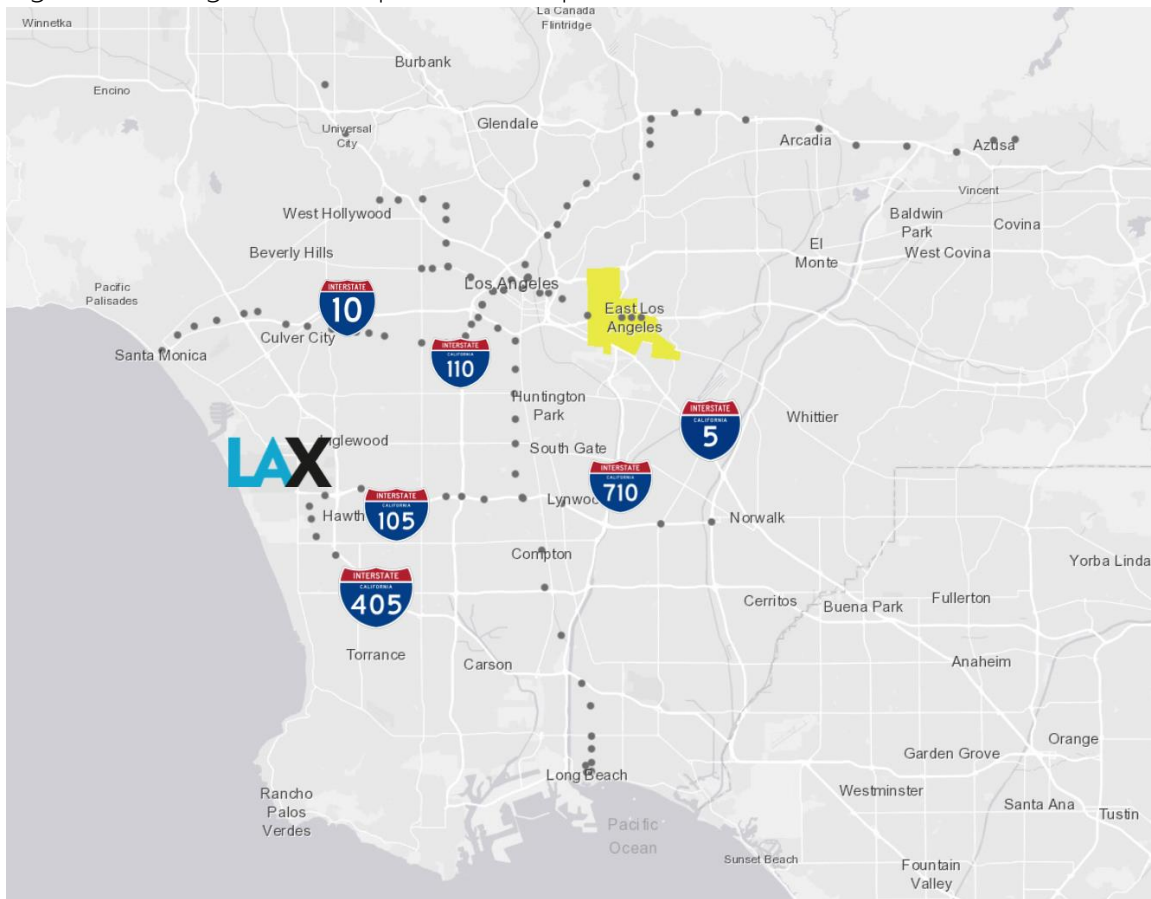 La Canada
Flintridge
Winnetka
Burbank
Encino
Universal
City
Glendale
Arcadia
Azusa
Vincent
West Hollywood
Baldwin
Park
Covina
Beverly Hills
El
Monte
West Covina
Pacific
Palisades
Los Angeles
INTERSTATE
10
East Los
Angeles
Culver City
Santa Monica
INTERSTATE
CALIFORNIA
110
Huntington
Park
INTERSTATE
CALIFORNIA
5
Whittier
Inglewood
LAX
South Gate
INTERSTATE
CALIFORNIA
710
INTERSTATE
CALIFORNIA
105
Hawth
Lynwoo
Norwalk
Compton
Yorba Linda
INTERSTATE
CALIFORNIA
405
Cerritos
Buena Park
Fullerton
Torrance
Carson
Anaheim
Orange
Garden Grove
Long Beach
Westminster
Rancho
Palos
Verdes
Santa Ana
Tustin
Pacific
Ocean
Sunset Beach
Fountain
Valley